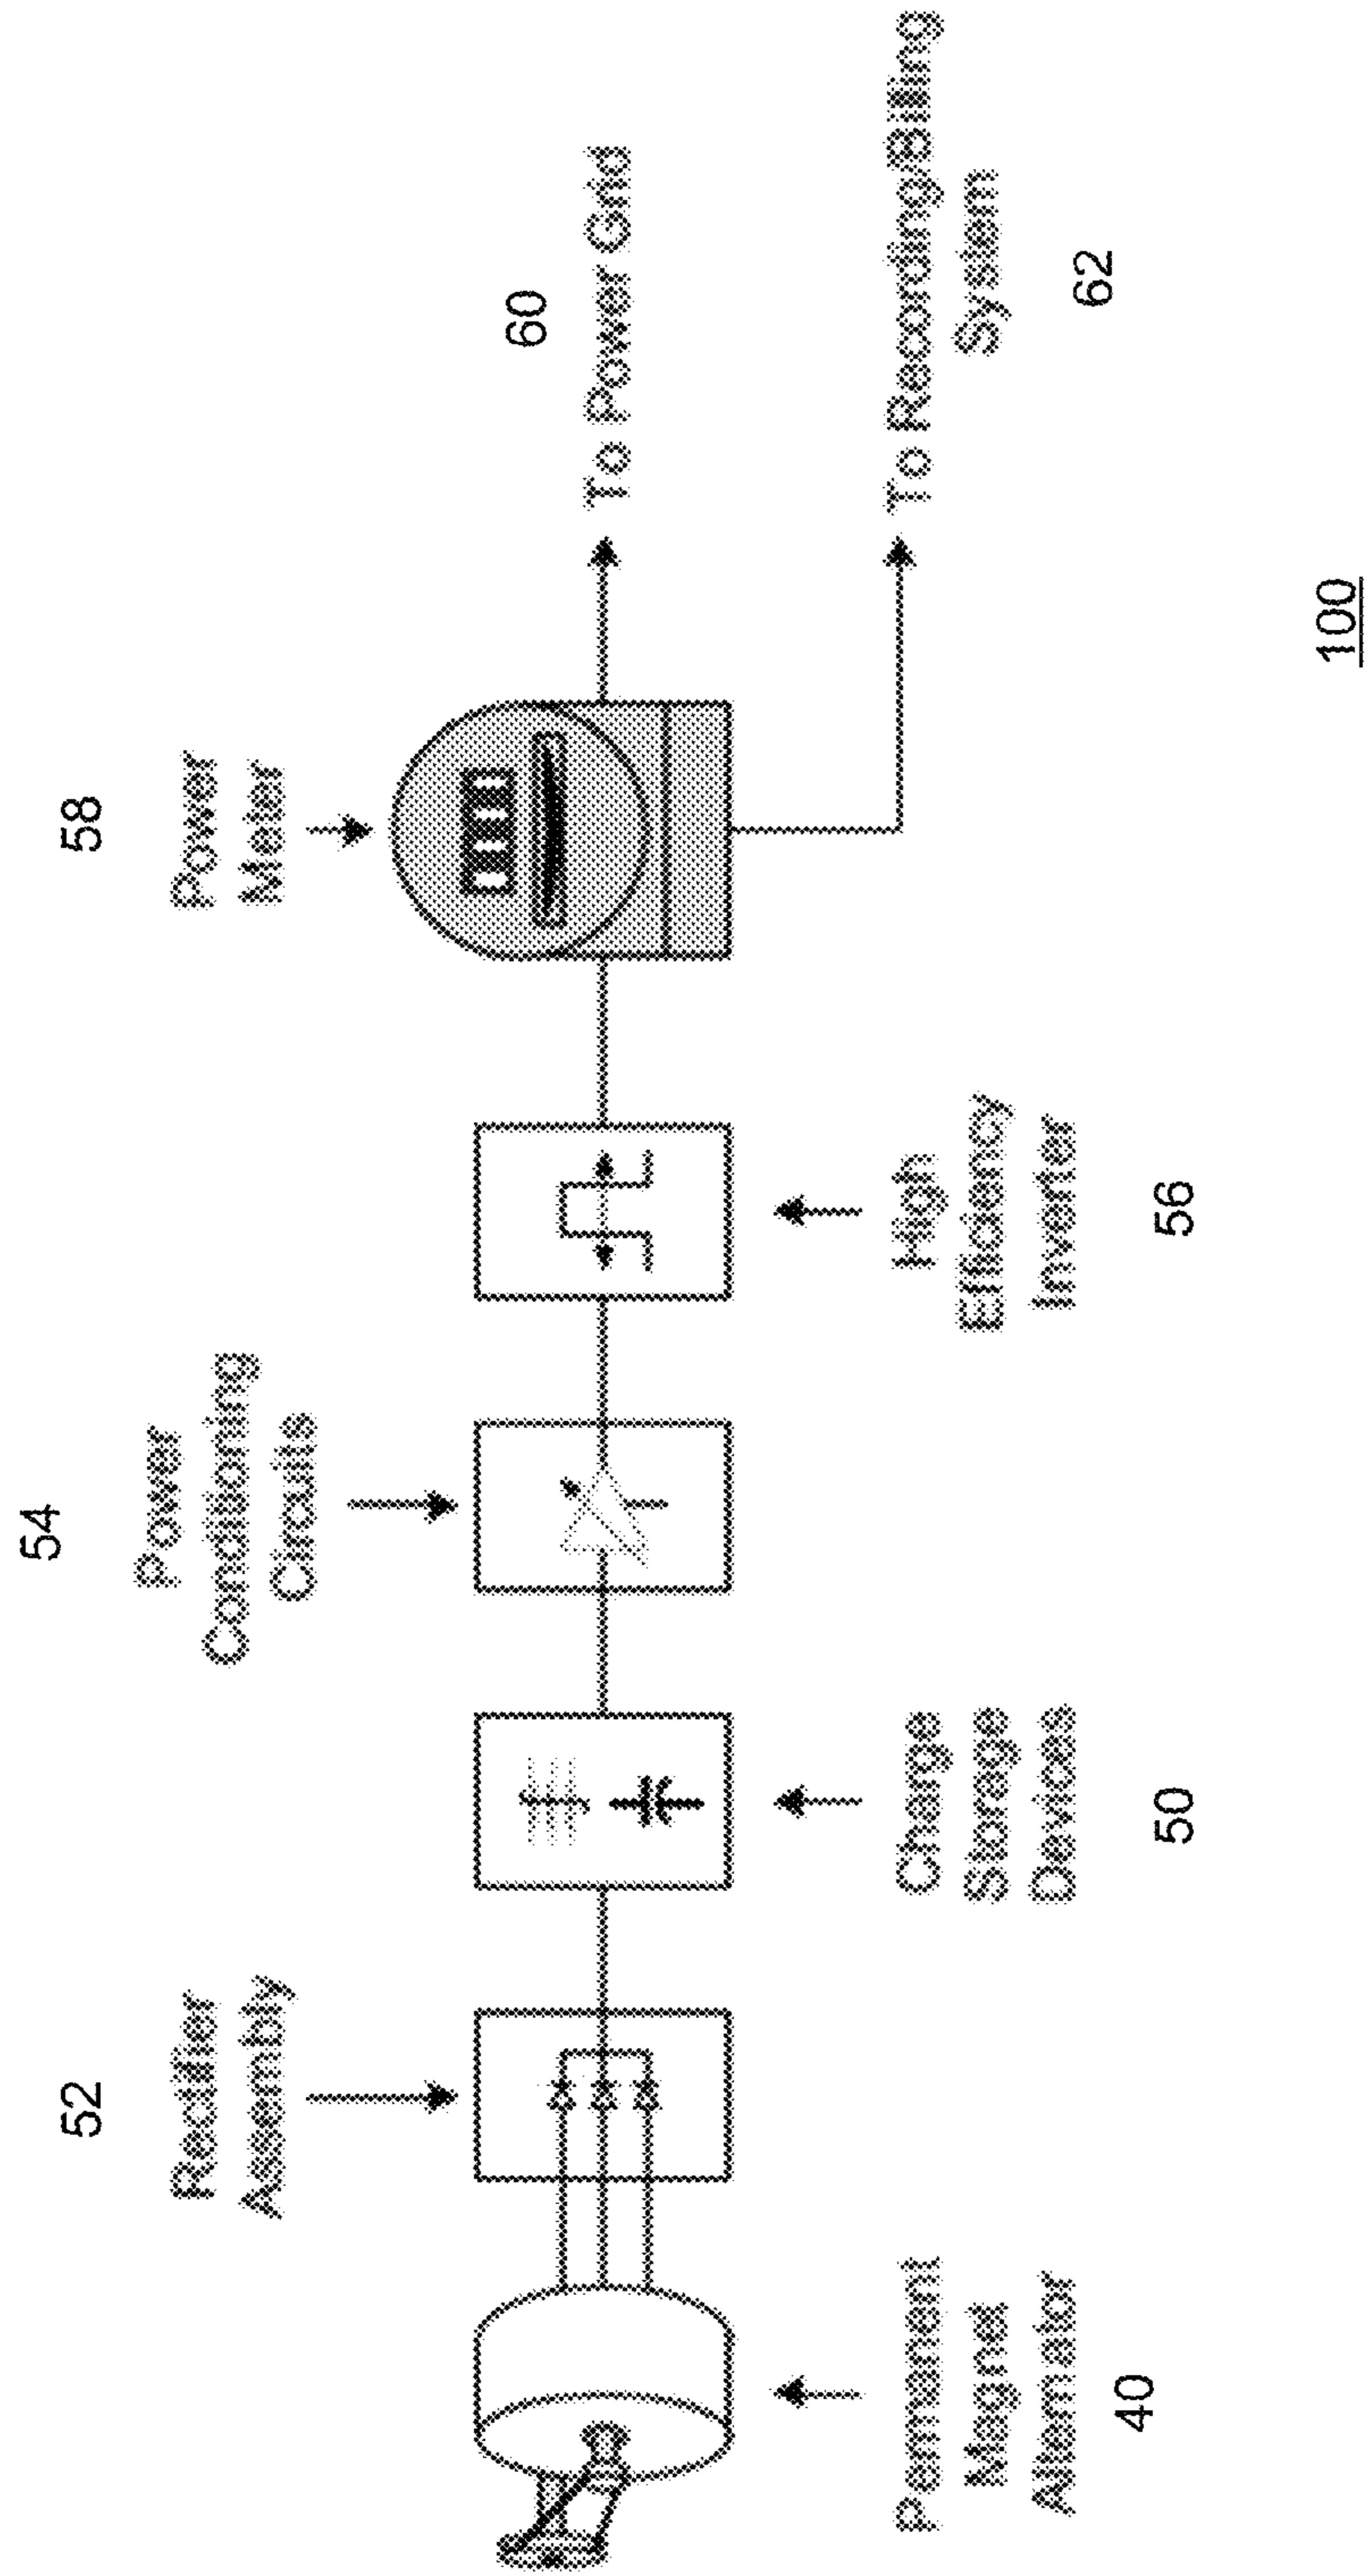 52
Rectifier
Assembly
54
Power
Conditioning
Circuits
58
Power
Meter
60
To Power Grid
To Recording/Billing
System
62
Permanent
Magnet
Alternator
40
Charge
Storage
Devices
50
High
Efficiency
Inverter
56
100